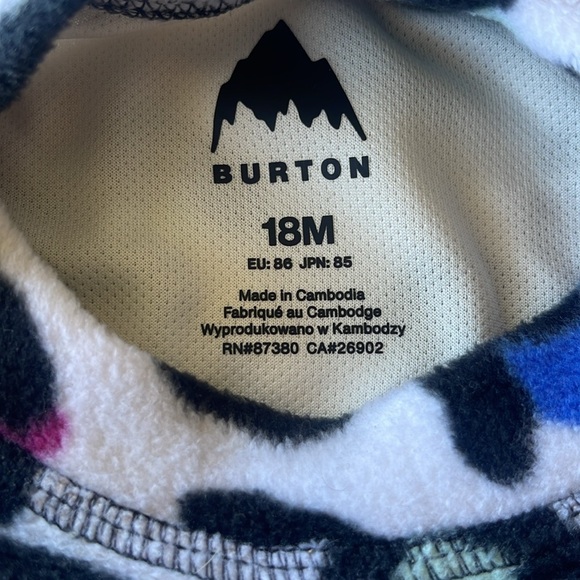 BURTON
18M
EU: 86 JPN: 85
Made in Cambodia
Fabriqué au Cambodge
Wyprodukowano w Kambodzy
RN#87380 CA#26902